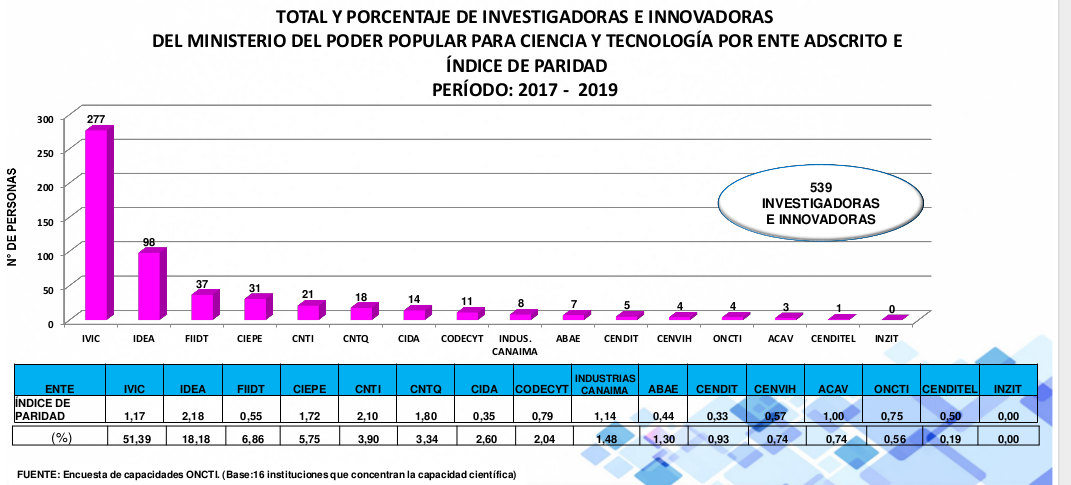 TOTAL Y PORCENTAJE DE INVESTIGADORAS E INNOVADORAS
DEL MINISTERIO DEL PODER POPULAR PARA CIENCIA Y TECNOLOGÍA POR ENTE ADSCRITO E
ÍNDICE DE PARIDAD
PERÍODO: 2017 - 2019
N° DE PERSONAS
300
250
200
150
100
50
0
277 98 37 31 21 18 14 11 8 7 5 4 4 3 1 0
539
INVESTIGADORAS
E INNOVADORAS
IVIC IDEA FIIDT CIEPE CNTI CNTQ CIDA CODECYT INDUS. CANAIMA ABAE CENDIT CENVIH ONCTI ACAV CENDITEL INZIT
ENTE IVIC IDEA FIIDT CIEPE CNTI CNTQ CIDA CODECYT INDUSTRIAS CANAIMA ABAE CENDIT CENVIH ACAV ONCTI CENDITEL INZIT
ÍNDICE DE PARIDAD 1,17 2,18 0,55 1,72 2,10 1,80 0,35 0,79 1,14 0,44 0,33 0,57 1,00 0,75 0,50 0,00
(%) 51,39 18,18 6,86 5,75 3,90 3,34 2,60 2,04 1,48 1,30 0,93 0,74 0,74 0,56 0,19 0,00
FUENTE: Encuesta de capacidades ONCTI. (Base:16 instituciones que concentran la capacidad científica)